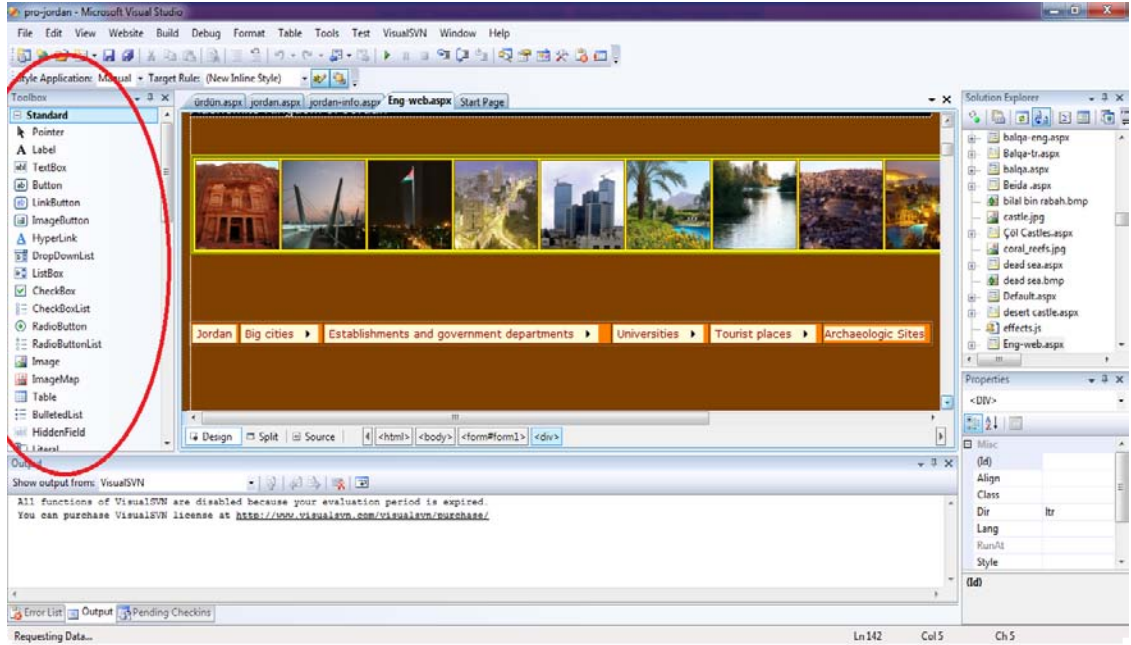 pro-jordan - Microsoft Visual Studio
File Edit View Website Build Debug Format Table Tools Test VisualSVN Window Help
Style Application: Manual Target Rule: (New Inline Style)
Toolbox
Standard
Pointer
A Label
TextBox
Button
LinkButton
ImageButton
HyperLink
DropDownList
ListBox
CheckBox
CheckBoxList
RadioButton
RadioButtonList
Image
ImageMap
Table
BulletedList
HiddenField
Literal
ürdün.aspx jordan.aspx jordan-info.aspx Eng-web.aspx Start Page
Jordan Big cities Establishments and government departments Universities Tourist places Archaeologic Sites
Design Split Source <html> <body> <form#form1> <div>
Solution Explorer
balqa-eng.aspx
Balqa-tr.aspx
balqa.aspx
Beida .aspx
bilal bin rabah.bmp
castle.jpg
Çöl Castles.aspx
coral_reefs.jpg
dead sea.aspx
dead sea.bmp
Default.aspx
desert castle.aspx
effects.js
Eng-web.aspx
Properties
<DIV>
Misc
(Id)
Align
Class
Dir ltr
Lang
RunAt
Style
(Id)
Output
Show output from: VisualSVN
All functions of VisualSVN are disabled because your evaluation period is expired.
You can purchase VisualSVN license at http://www.visualsvn.com/visualsvn/purchase/
Error List Output Pending Checkins
Requesting Data... Ln 142 Col 5 Ch 5